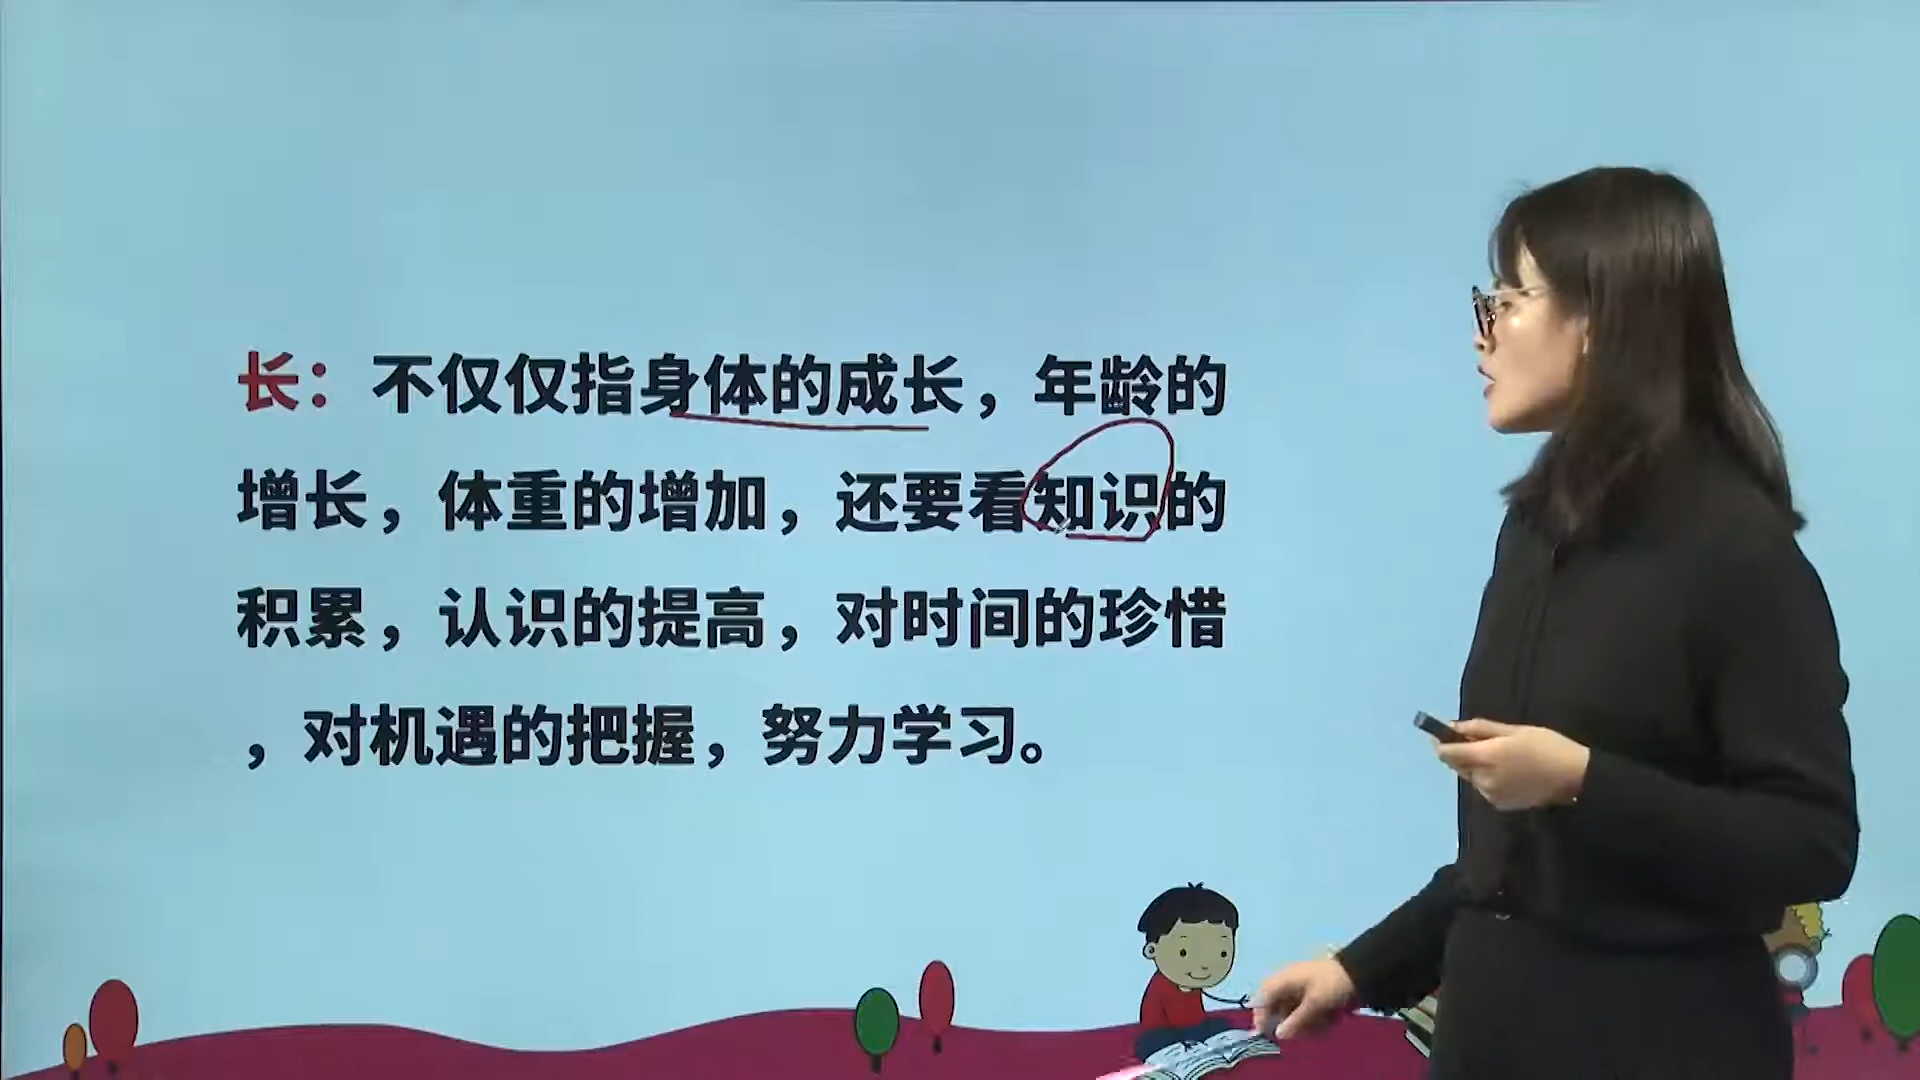 长：不仅仅指身体的成长，年龄的
增长，体重的增加，还要看知识的
积累，认识的提高，对时间的珍惜
，对机遇的把握，努力学习。